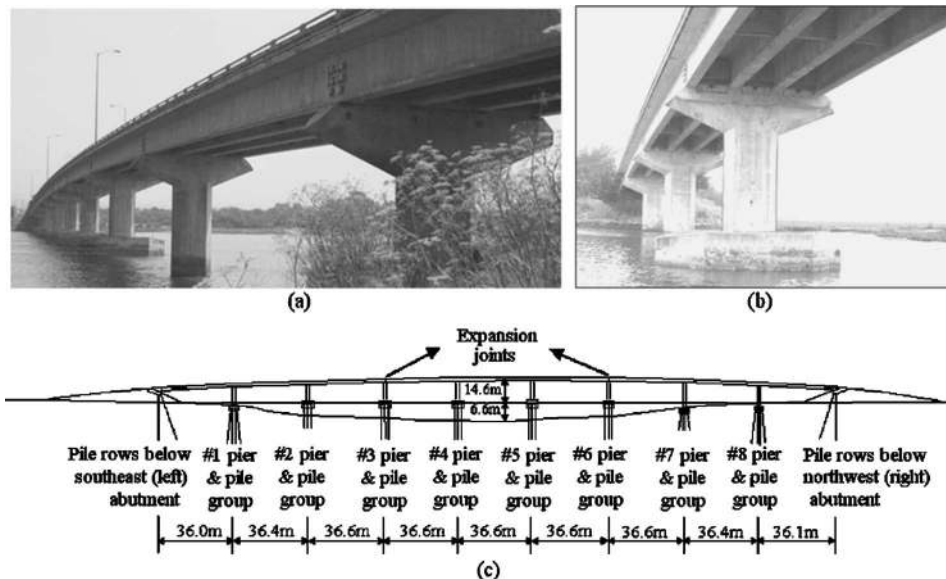 (a)
(b)
Expansion
joints
14.6m
6.6m
Pile rows below
southeast (left)
abutment
#1 pier
& pile
group
#2 pier
& pile
group
#3 pier
& pile
group
#4 pier
& pile
group
#5 pier
& pile
group
#6 pier
& pile
group
#7 pier
& pile
group
#8 pier
& pile
group
Pile rows below
northwest (right)
abutment
36.0m 36.4m 36.6m 36.6m 36.6m 36.6m 36.6m 36.4m 36.1m
(c)